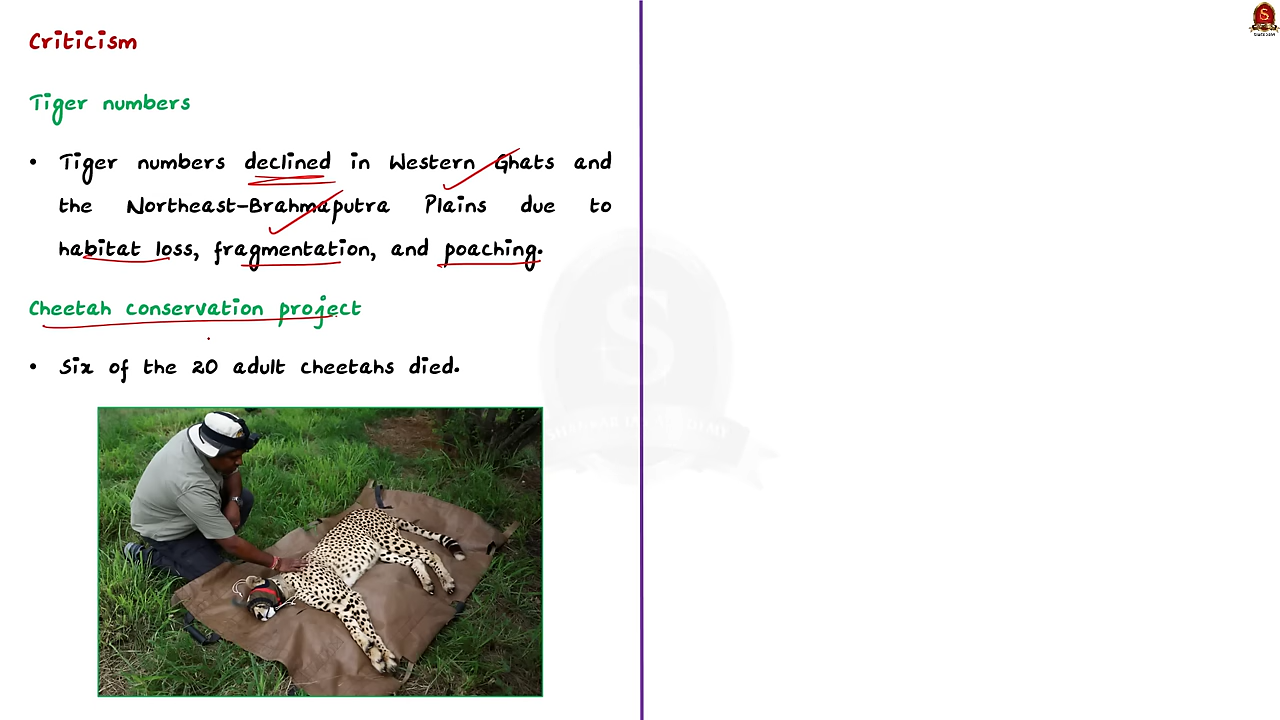 Criticism
Tiger numbers
• Tiger numbers declined in Western Ghats and
the Northeast-Brahmaputra Plains due to
habitat loss, fragmentation, and poaching.
Cheetah conservation project
• Six of the 20 adult cheetahs died.
S
S